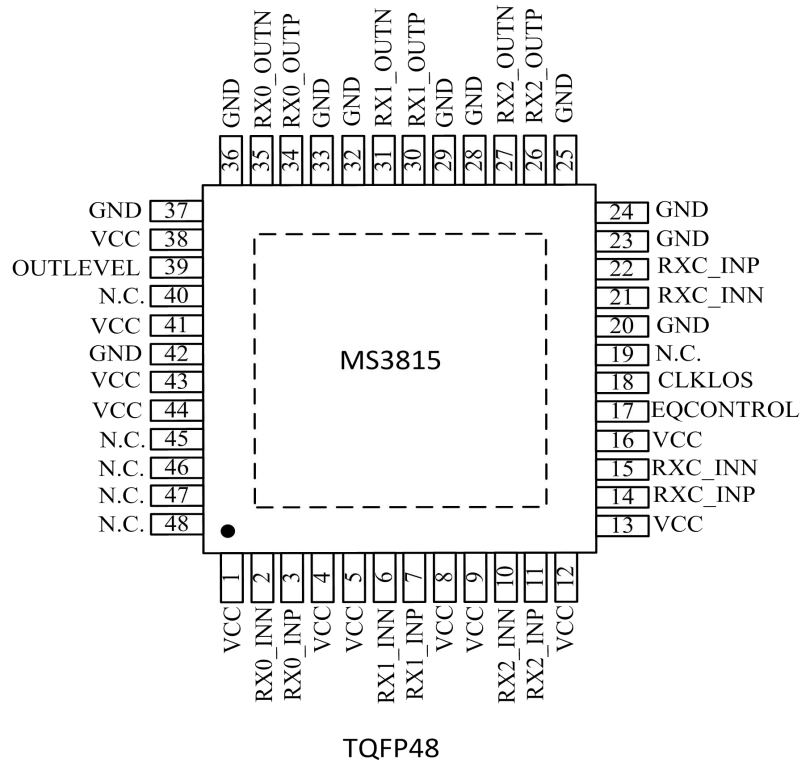 GND
RX0_OUTN
RX0_OUTP
GND
GND
RX1_OUTN
RX1_OUTP
GND
GND
RX2_OUTN
RX2_OUTP
GND
36
35
34
33
32
31
30
29
28
27
26
25
GND 37
VCC 38
OUTLEVEL 39
N.C. 40
VCC 41
GND 42
VCC 43
VCC 44
N.C. 45
N.C. 46
N.C. 47
N.C. 48
MS3815
24 GND
23 GND
22 RXC_INP
21 RXC_INN
20 GND
19 N.C.
18 CLKLOS
17 EQCONTROL
16 VCC
15 RXC_INN
14 RXC_INP
13 VCC
1
2
3
4
5
6
7
8
9
10
11
12
VCC
RX0_INN
RX0_INP
VCC
VCC
RX1_INN
RX1_INP
VCC
VCC
RX2_INN
RX2_INP
VCC
TQFP48